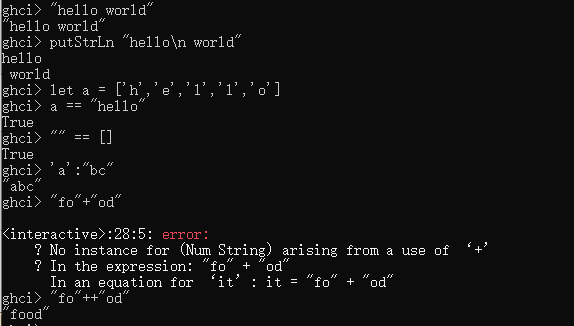 ghci> "hello world"
"hello world"
ghci> putStrLn "hello\n world"
hello
 world
ghci> let a = ['h','e','l','l','o']
ghci> a == "hello"
True
ghci> "" == []
True
ghci> 'a':"bc"
"abc"
ghci> "fo"+"od"
<interactive>:28:5: error:
    ? No instance for (Num String) arising from a use of ‘+’
    ? In the expression: "fo" + "od"
      In an equation for ‘it’: it = "fo" + "od"
ghci> "fo"++"od"
"food"